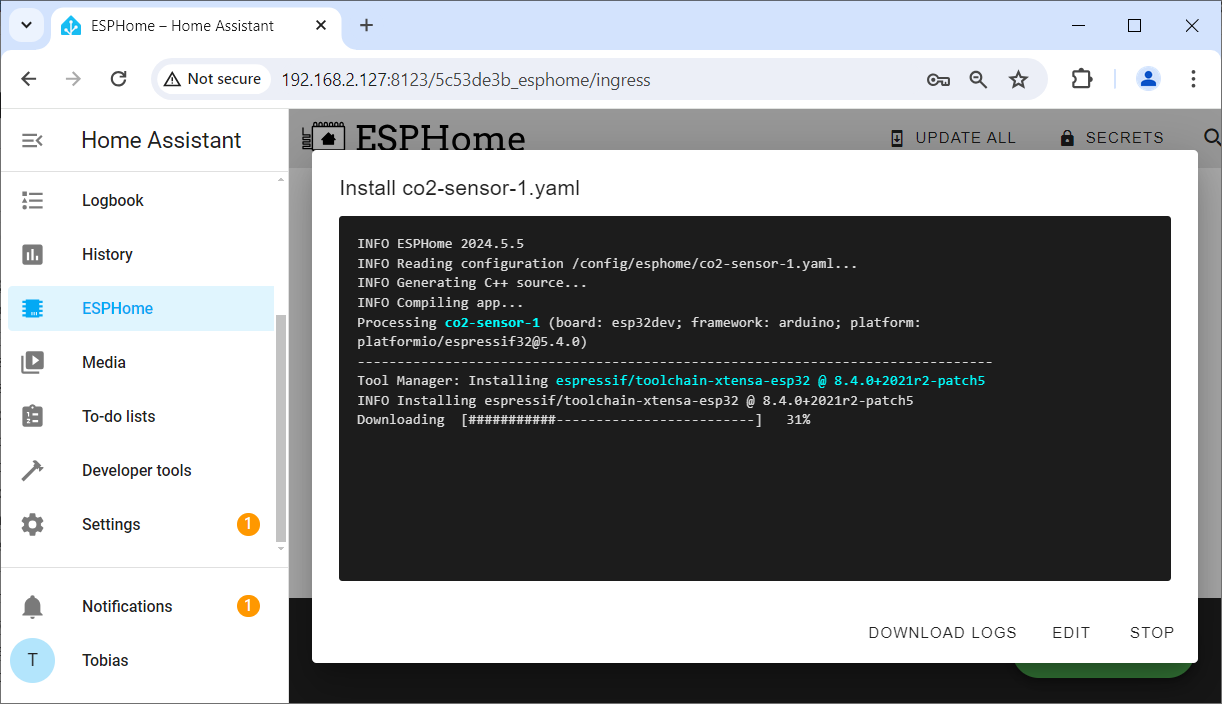 ESPHome – Home Assistant
Not secure
192.168.2.127:8123/5c53de3b_esphome/ingress
Home Assistant
Logbook
History
ESPHome
Media
To-do lists
Developer tools
Settings
1
Notifications
1
T
Tobias
ESPHome
UPDATE ALL
SECRETS
Install co2-sensor-1.yaml
INFO ESPHome 2024.5.5
INFO Reading configuration /config/esphome/co2-sensor-1.yaml...
INFO Generating C++ source...
INFO Compiling app...
Processing co2-sensor-1 (board: esp32dev; framework: arduino; platform:
platformio/espressif32@5.4.0)
--------------------------------------------------------------------------------
Tool Manager: Installing espressif/toolchain-xtensa-esp32 @ 8.4.0+2021r2-patch5
INFO Installing espressif/toolchain-xtensa-esp32 @ 8.4.0+2021r2-patch5
Downloading  [###########-------------------------]   31%
DOWNLOAD LOGS
EDIT
STOP